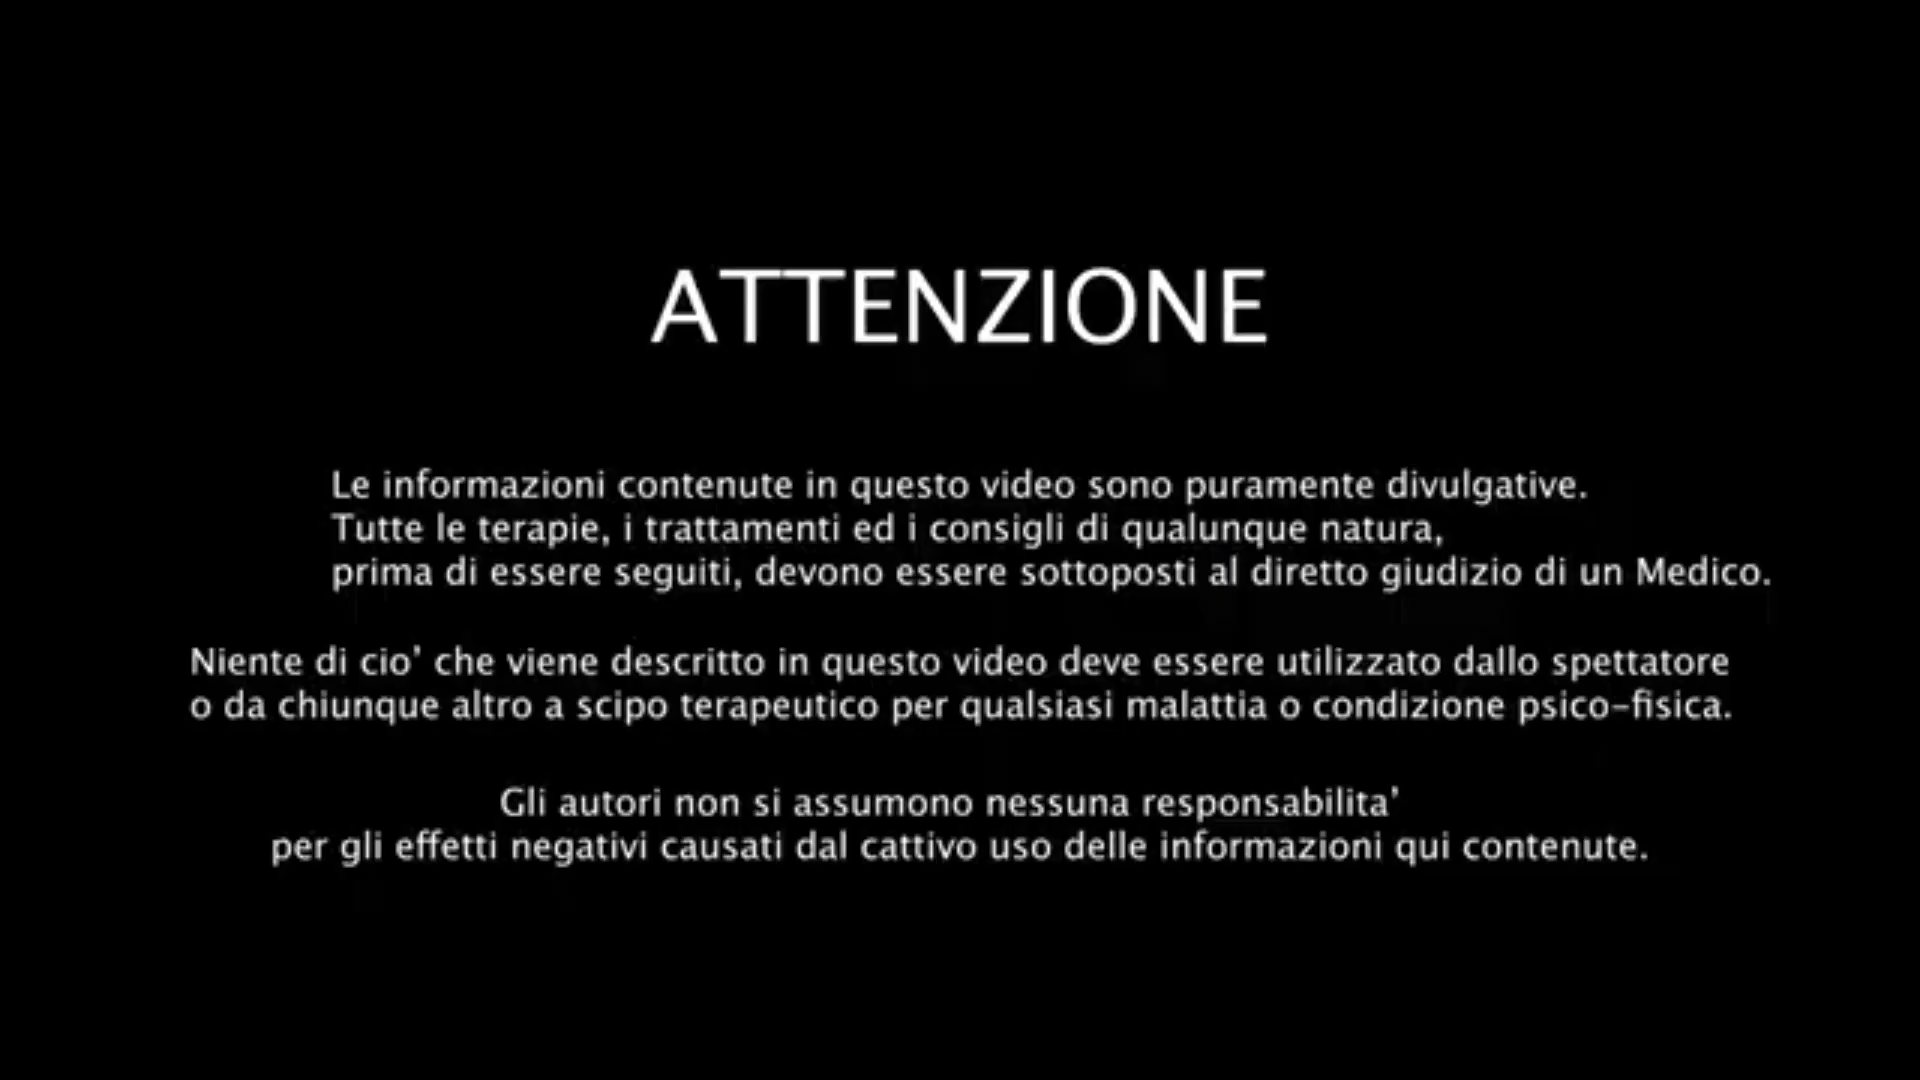 ATTENZIONE
Le informazioni contenute in questo video sono puramente divulgative.
Tutte le terapie, i trattamenti ed i consigli di qualunque natura,
prima di essere seguiti, devono essere sottoposti al diretto giudizio di un Medico.
Niente di cio’ che viene descritto in questo video deve essere utilizzato dallo spettatore
o da chiunque altro a scipo terapeutico per qualsiasi malattia o condizione psico-fisica.
Gli autori non si assumono nessuna responsabilita’
per gli effetti negativi causati dal cattivo uso delle informazioni qui contenute.